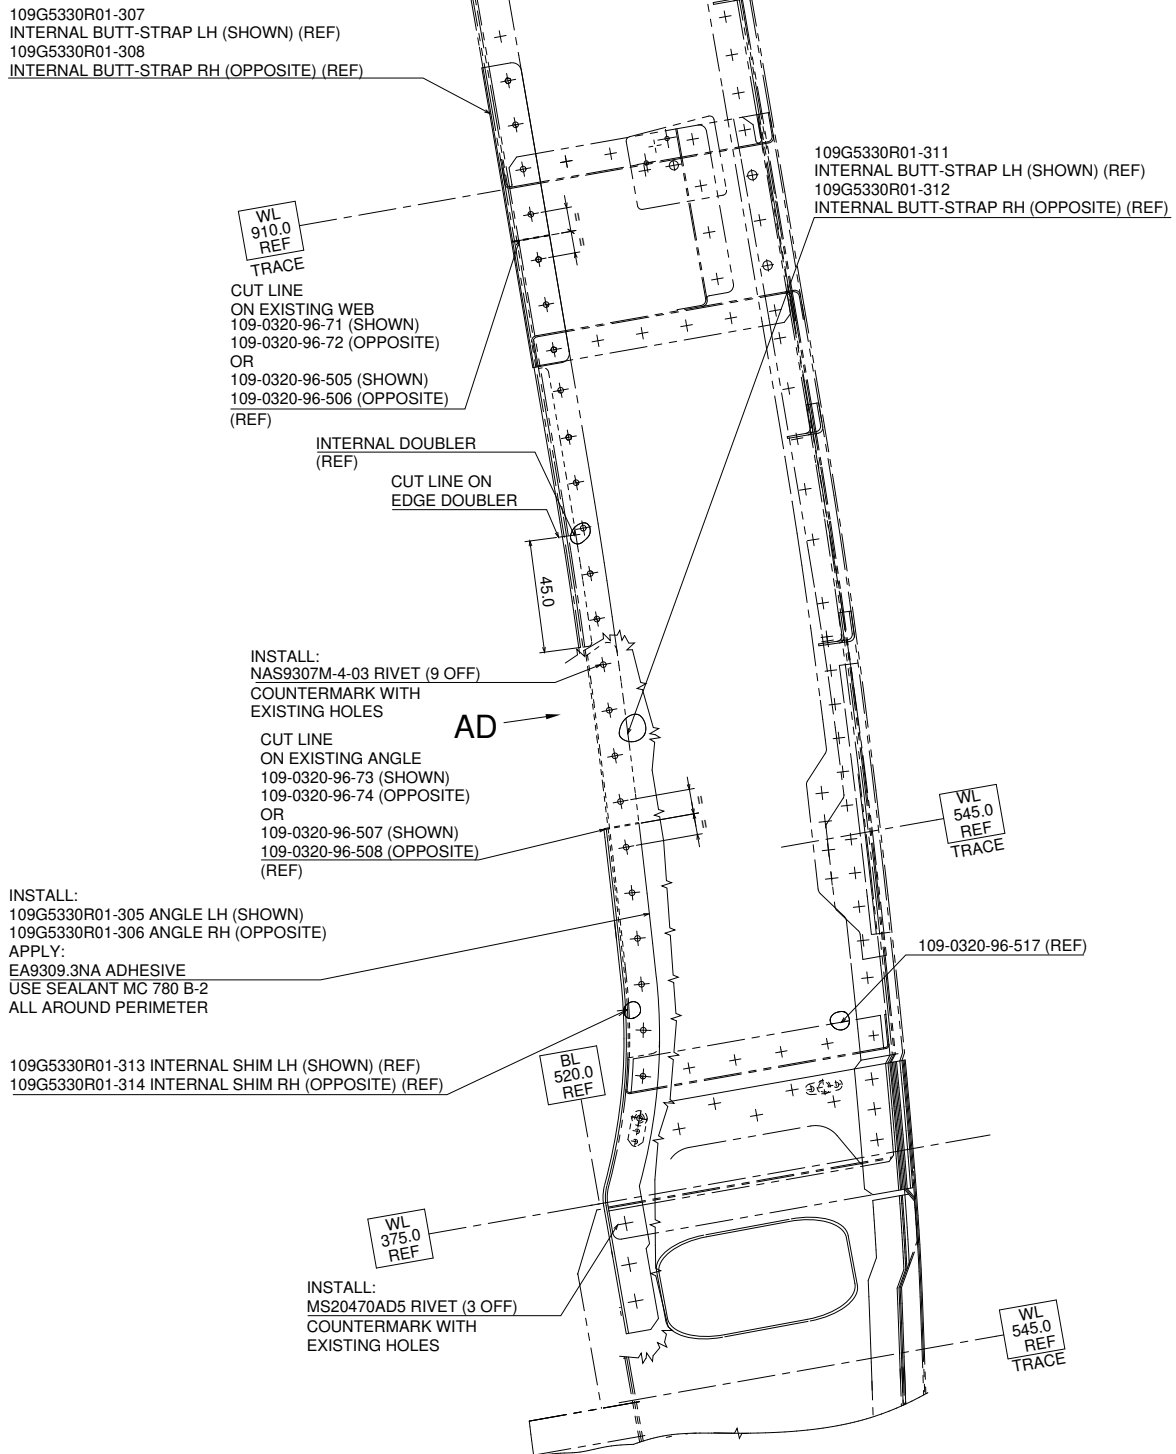 109G5330R01-307
INTERNAL BUTT-STRAP LH (SHOWN) (REF)
109G5330R01-308
INTERNAL BUTT-STRAP RH (OPPOSITE) (REF)
109G5330R01-311
INTERNAL BUTT-STRAP LH (SHOWN) (REF)
109G5330R01-312
INTERNAL BUTT-STRAP RH (OPPOSITE) (REF)
WL
910.0
REF
TRACE
CUT LINE
ON EXISTING WEB
109-0320-96-71 (SHOWN)
109-0320-96-72 (OPPOSITE)
OR
109-0320-96-505 (SHOWN)
109-0320-96-506 (OPPOSITE)
(REF)
=
=
INTERNAL DOUBLER
(REF)
CUT LINE ON
EDGE DOUBLER
45.0
INSTALL:
NAS9307M-4-03 RIVET (9 OFF)
COUNTERMARK WITH
EXISTING HOLES
AD
CUT LINE
ON EXISTING ANGLE
109-0320-96-73 (SHOWN)
109-0320-96-74 (OPPOSITE)
OR
109-0320-96-507 (SHOWN)
109-0320-96-508 (OPPOSITE)
(REF)
=
=
WL
545.0
REF
TRACE
INSTALL:
109G5330R01-305 ANGLE LH (SHOWN)
109G5330R01-306 ANGLE RH (OPPOSITE)
APPLY:
EA9309.3NA ADHESIVE
USE SEALANT MC 780 B-2
ALL AROUND PERIMETER
109-0320-96-517 (REF)
109G5330R01-313 INTERNAL SHIM LH (SHOWN) (REF)
109G5330R01-314 INTERNAL SHIM RH (OPPOSITE) (REF)
BL
520.0
REF
WL
375.0
REF
INSTALL:
MS20470AD5 RIVET (3 OFF)
COUNTERMARK WITH
EXISTING HOLES
WL
545.0
REF
TRACE